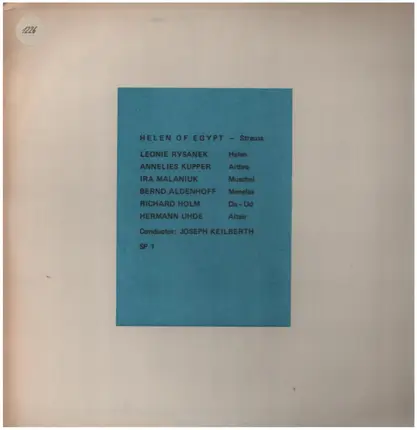 1226
HELEN OF EGYPT – Strauss
LEONIE RYSANEK Helen
ANNELIES KUPFER Aithra
IRA MALANIUK Muschel
BERND ALDENHOFF Menelas
RICHARD HOLM Da-Ud
HERMANN UHDE Altair
Conductor: JOSEPH KEILBERTH
SF 1